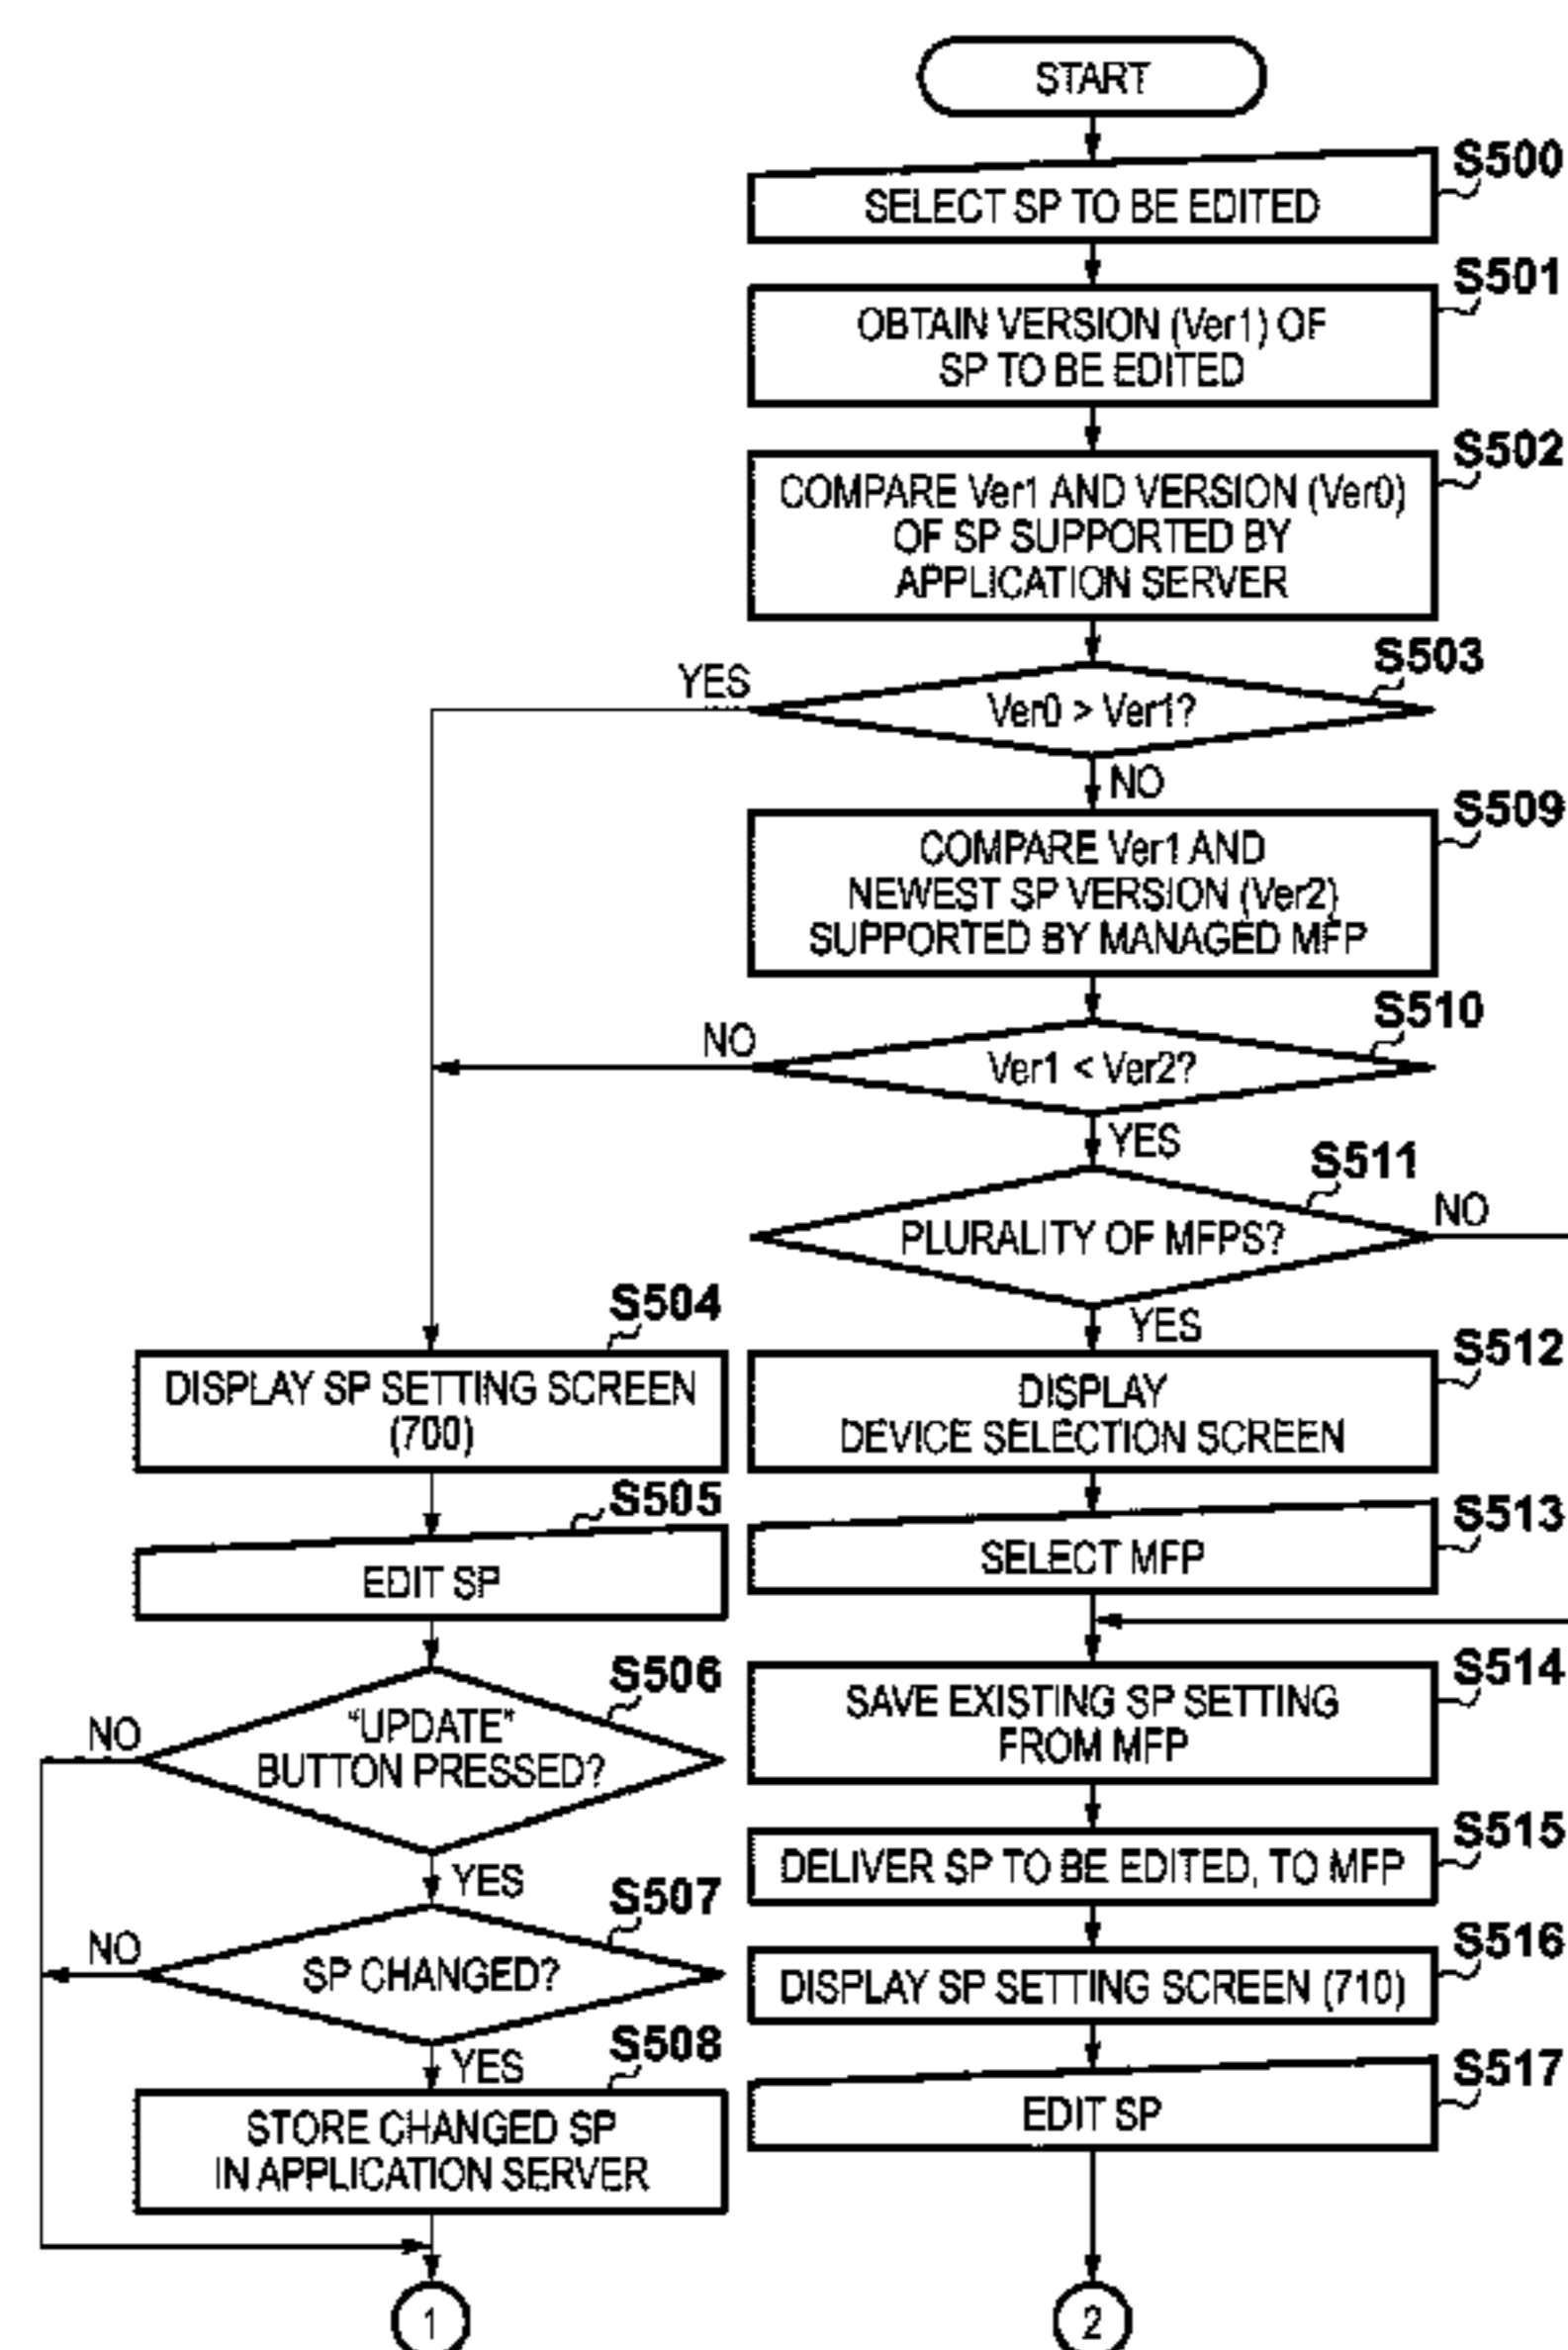 START
S500
SELECT SP TO BE EDITED
S501
OBTAIN VERSION (Ver1) OF
SP TO BE EDITED
S502
COMPARE Ver1 AND VERSION (Ver0)
OF SP SUPPORTED BY
APPLICATION SERVER
S503
YES
Ver0 > Ver1?
NO
S509
COMPARE Ver1 AND
NEWEST SP VERSION (Ver2)
SUPPORTED BY MANAGED MFP
S510
NO
Ver1 < Ver2?
YES
S511
NO
PLURALITY OF MFPS?
YES
S504
DISPLAY SP SETTING SCREEN
(700)
S512
DISPLAY
DEVICE SELECTION SCREEN
S505
EDIT SP
S513
SELECT MFP
S506
NO
"UPDATE"
BUTTON PRESSED?
YES
S514
SAVE EXISTING SP SETTING
FROM MFP
S515
DELIVER SP TO BE EDITED, TO MFP
S507
NO
SP CHANGED?
YES
S516
DISPLAY SP SETTING SCREEN (710)
S508
STORE CHANGED SP
IN APPLICATION SERVER
S517
EDIT SP
1
2